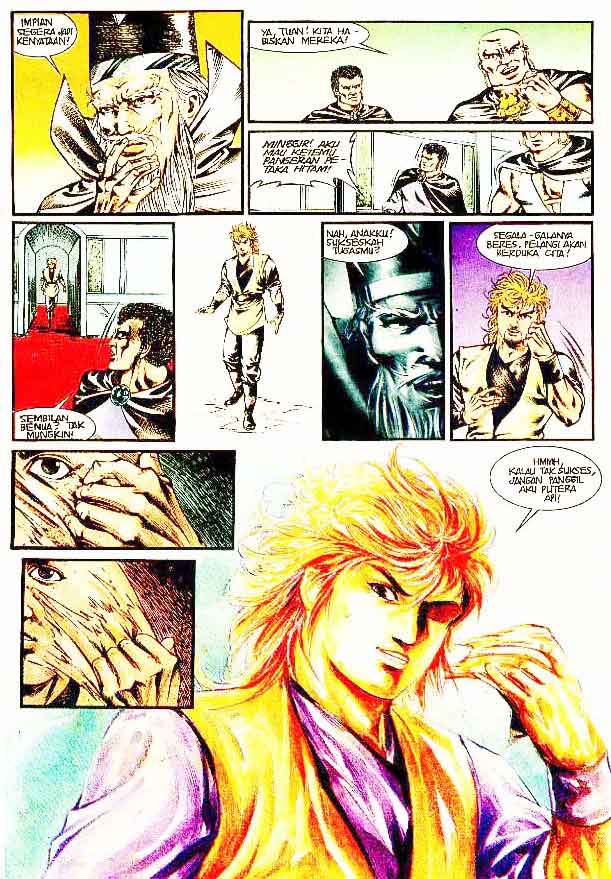 IMPIAN
SEGERA JADI
KENYATAAN!
YA, TUAN! KITA HA-
BISKAN MEREKA!
MINGGIR! AKU
MAU KETEMU
PANGERAN PE-
TAKA HITAM!
SEMBILAN
BENUA? TAK
MUNGKIN!
NAH, ANAKKU!
SUKSESKAH
TUGASMU?
SEGALA-GALANYA
BERES. PELANGI AKAN
BERDUKA CITA!
HMMH,
KALAU TAK SUKSES,
JANGAN PANGGIL
AKU PUTERA
API!